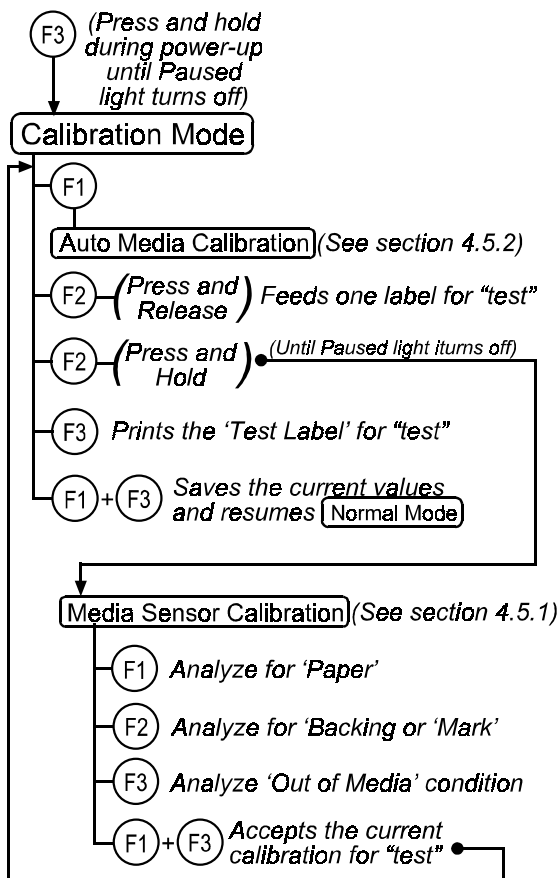 F3 (Press and hold
during power-up
until Paused
light turns off)
Calibration Mode
F1
Auto Media Calibration (See section 4.5.2)
F2 (Press and Release) Feeds one label for “test”
F2 (Press and Hold) (Until Paused light iturns off)
F3 Prints the ‘Test Label’ for “test”
F1 + F3 Saves the current values
and resumes Normal Mode
Media Sensor Calibration (See section 4.5.1)
F1 Analyze for ‘Paper’
F2 Analyze for ‘Backing or ‘Mark’
F3 Analyze ‘Out of Media’ condition
F1 + F3 Accepts the current
calibration for “test”